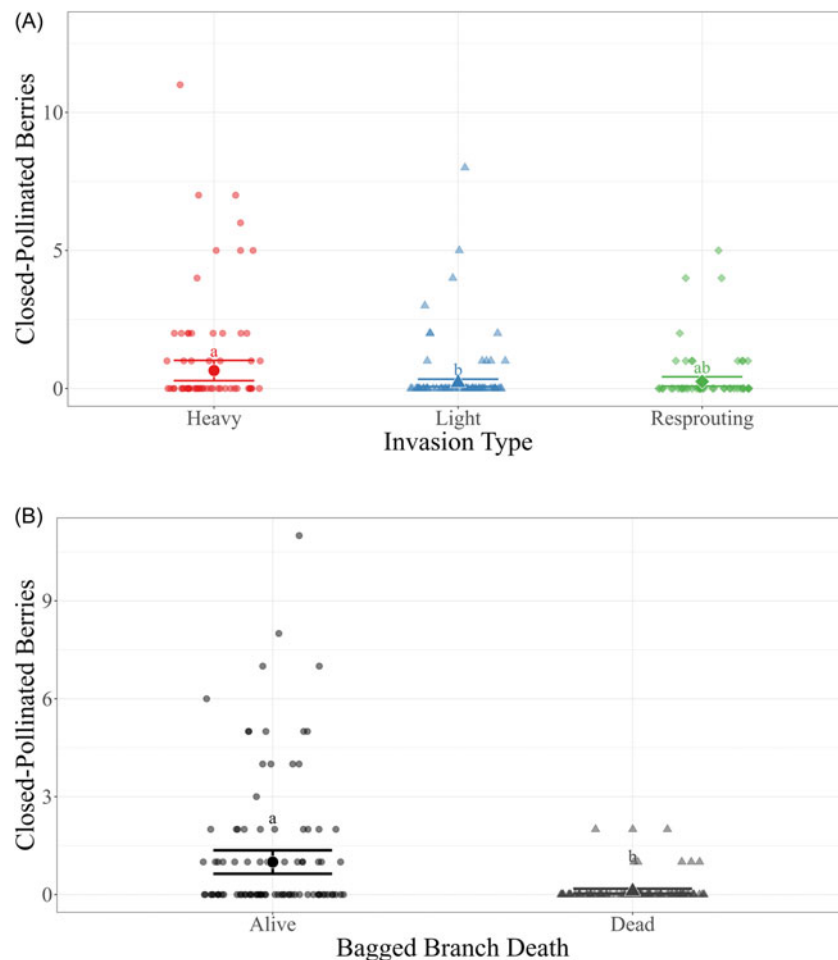 (A)
Closed-Pollinated Berries
10
5
0
a
b
ab
Heavy Light Resprouting
Invasion Type
(B)
Closed-Pollinated Berries
9
6
3
0
a
b
Alive Dead
Bagged Branch Death